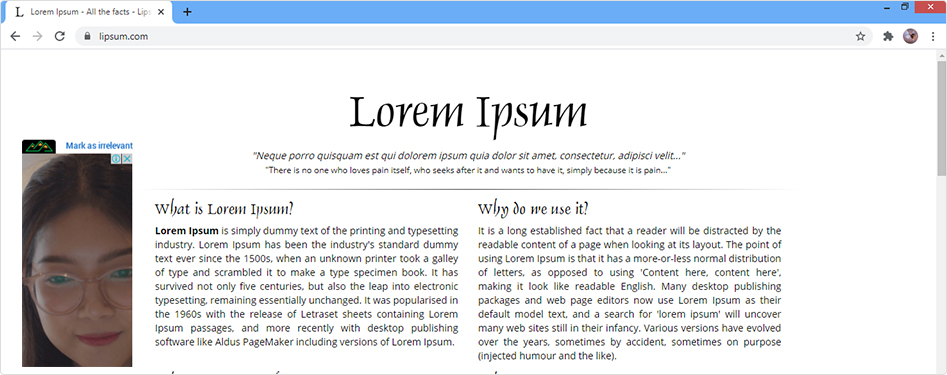 L Lorem Ipsum - All the facts - Lips
lipsum.com
Lorem Ipsum
"Neque porro quisquam est qui dolorem ipsum quia dolor sit amet, consectetur, adipisci velit..."
"There is no one who loves pain itself, who seeks after it and wants to have it, simply because it is pain..."
Mark as irrelevant
What is Lorem Ipsum?
Lorem Ipsum is simply dummy text of the printing and typesetting
industry. Lorem Ipsum has been the industry's standard dummy
text ever since the 1500s, when an unknown printer took a galley
of type and scrambled it to make a type specimen book. It has
survived not only five centuries, but also the leap into electronic
typesetting, remaining essentially unchanged. It was popularised in
the 1960s with the release of Letraset sheets containing Lorem
Ipsum passages, and more recently with desktop publishing
software like Aldus PageMaker including versions of Lorem Ipsum.
Why do we use it?
It is a long established fact that a reader will be distracted by the
readable content of a page when looking at its layout. The point of
using Lorem Ipsum is that it has a more-or-less normal distribution
of letters, as opposed to using 'Content here, content here',
making it look like readable English. Many desktop publishing
packages and web page editors now use Lorem Ipsum as their
default model text, and a search for 'lorem ipsum' will uncover
many web sites still in their infancy. Various versions have evolved
over the years, sometimes by accident, sometimes on purpose
(injected humour and the like).